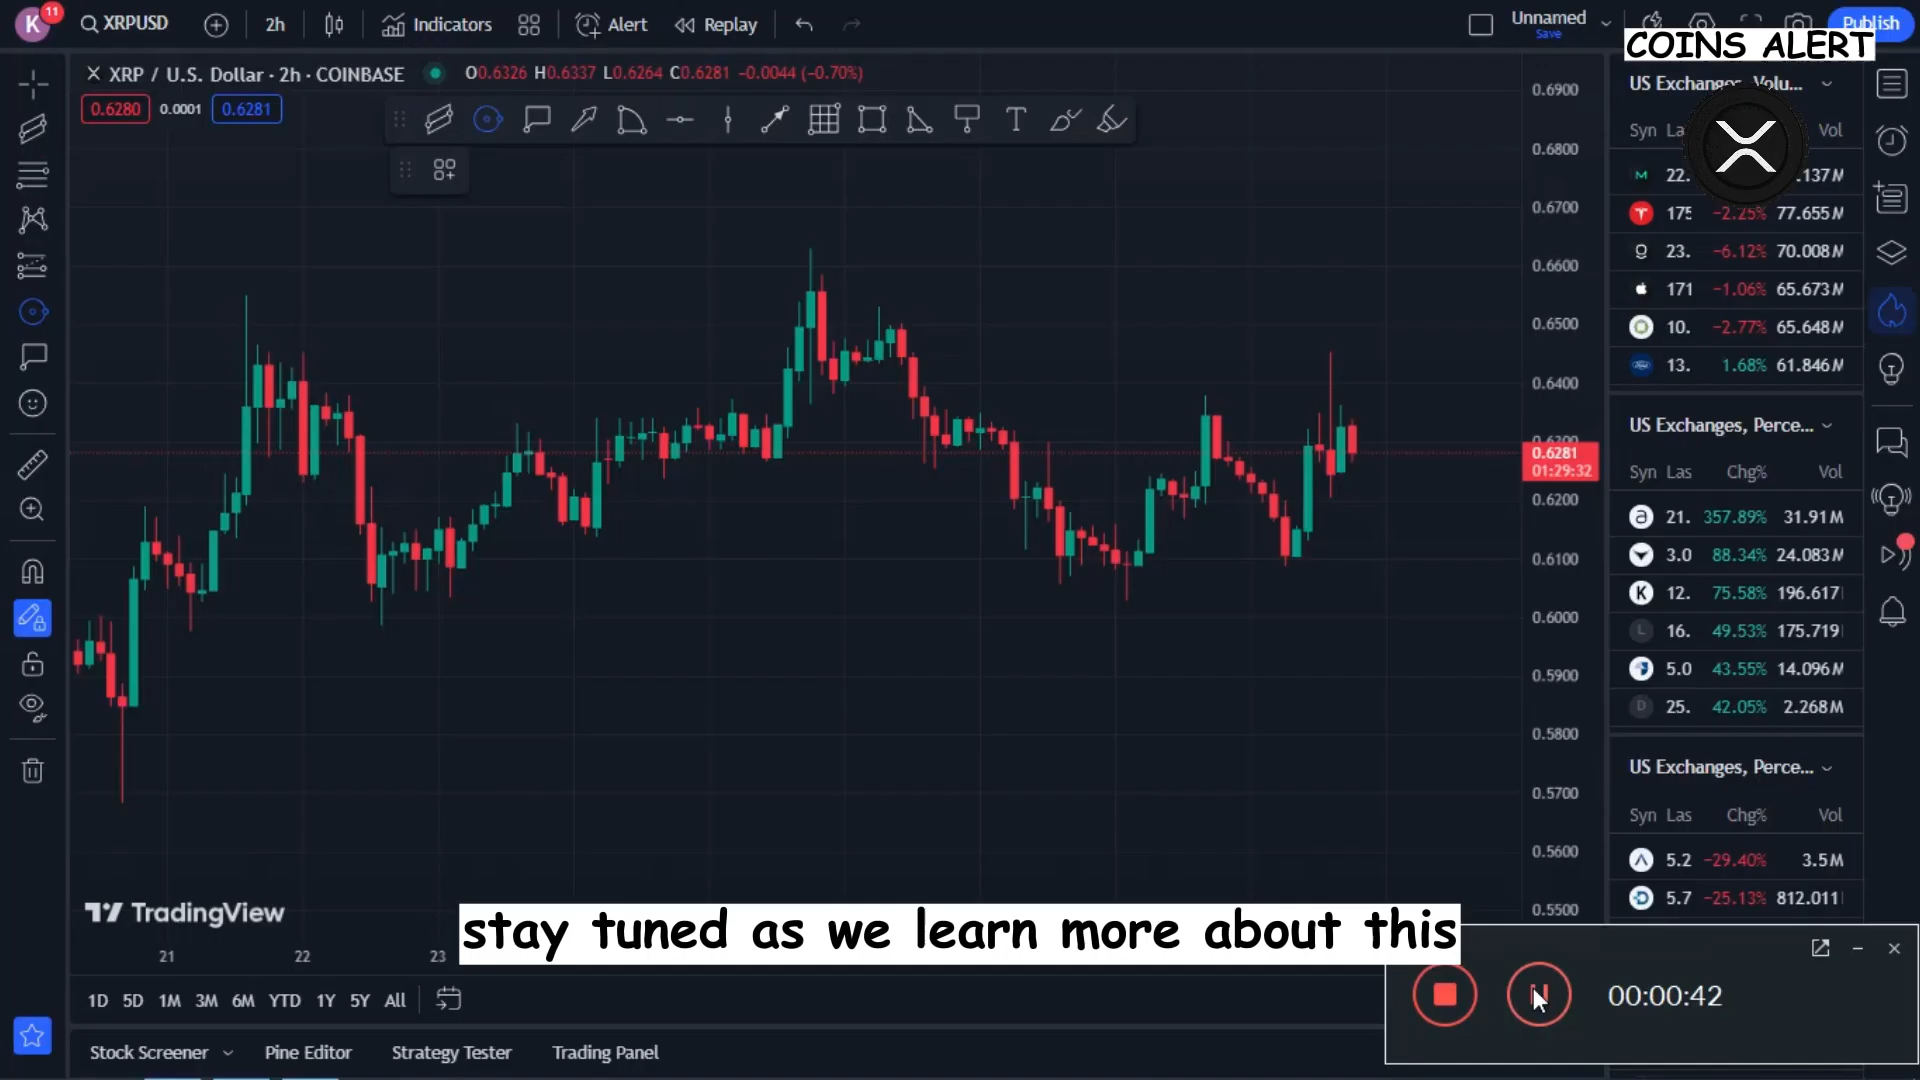 K 11 XRPUSD 2h Indicators Alert Replay Unnamed Save Publish
COINS ALERT
XRP / U.S. Dollar · 2h · COINBASE O0.6326 H0.6337 L0.6264 C0.6281 −0.0044 (−0.70%)
0.6280 0.0001 0.6281
0.6900
0.6800
0.6700
0.6600
0.6500
0.6400
0.6281
01:29:32
0.6200
0.6100
0.6000
0.5900
0.5800
0.5700
0.5600
0.5500
US Exchanges, Volu...
Syn La Vol
22. .137M
175 −2.25% 77.655M
23. −6.12% 70.008M
171 −1.06% 65.673M
10. −2.77% 65.648M
13. 1.68% 61.846M
US Exchanges, Perce...
Syn Las Chg% Vol
21. 357.89% 31.91M
3.0 88.34% 24.083M
K 12. 75.58% 196.617
L 16. 49.53% 175.719
5.0 43.55% 14.096M
D 25. 42.05% 2.268M
US Exchanges, Perce...
Syn Las Chg% Vol
5.2 −29.40% 3.5M
5.7 −25.13% 812.011
TradingView
stay tuned as we learn more about this
21 22 23
00:00:42
1D 5D 1M 3M 6M YTD 1Y 5Y All
Stock Screener Pine Editor Strategy Tester Trading Panel